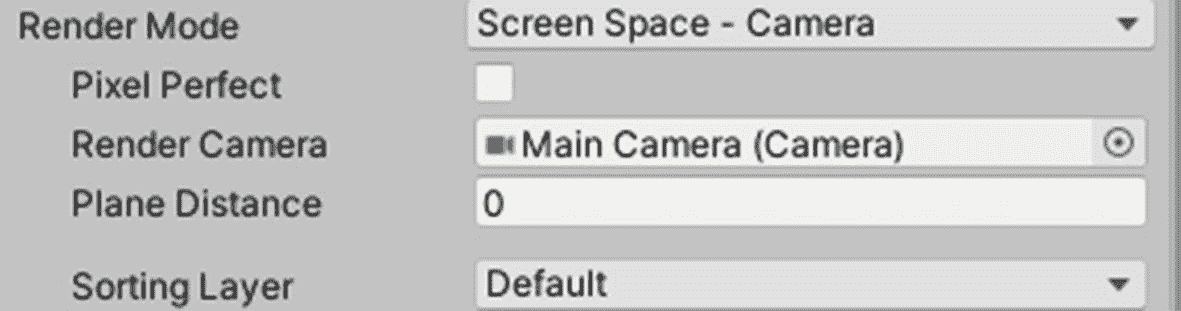 Render Mode Screen Space - Camera
Pixel Perfect
Render Camera Main Camera (Camera)
Plane Distance 0
Sorting Layer Default